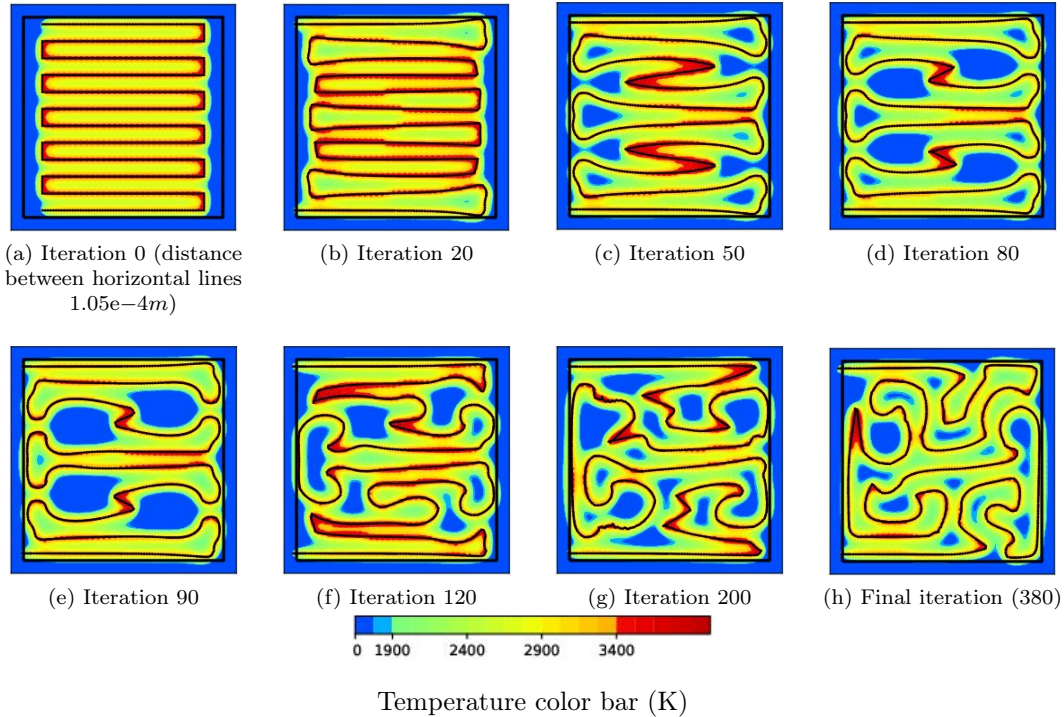 (a) Iteration 0 (distance
between horizontal lines
1.05e−4m)
(b) Iteration 20
(c) Iteration 50
(d) Iteration 80
(e) Iteration 90
(f) Iteration 120
(g) Iteration 200
(h) Final iteration (380)
0 1900 2400 2900 3400
Temperature color bar (K)